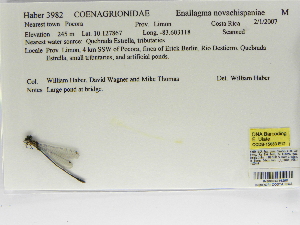 Haber 3982 COENAGRIONIDAE Enallagma novaehispaniae M
Nearest town Pocora Prov. Limon Costa Rica 2/1/2007
Elevation 245 m Lat. 10.127867 Long. -83.603118 Scanned
Nearest water source: Quebrada Estrella, tributaries
Locale Prov. Limon, 4 km SSW of Pocora, finca of Erick Berlin. Rio Destierro, Quebrada
Estrella, small tributaries, and artificial ponds.
Col. William Haber, David Wagner and Mike Thomas Det. William Haber
Notes Large pond at bridge.
DNA Barcoding